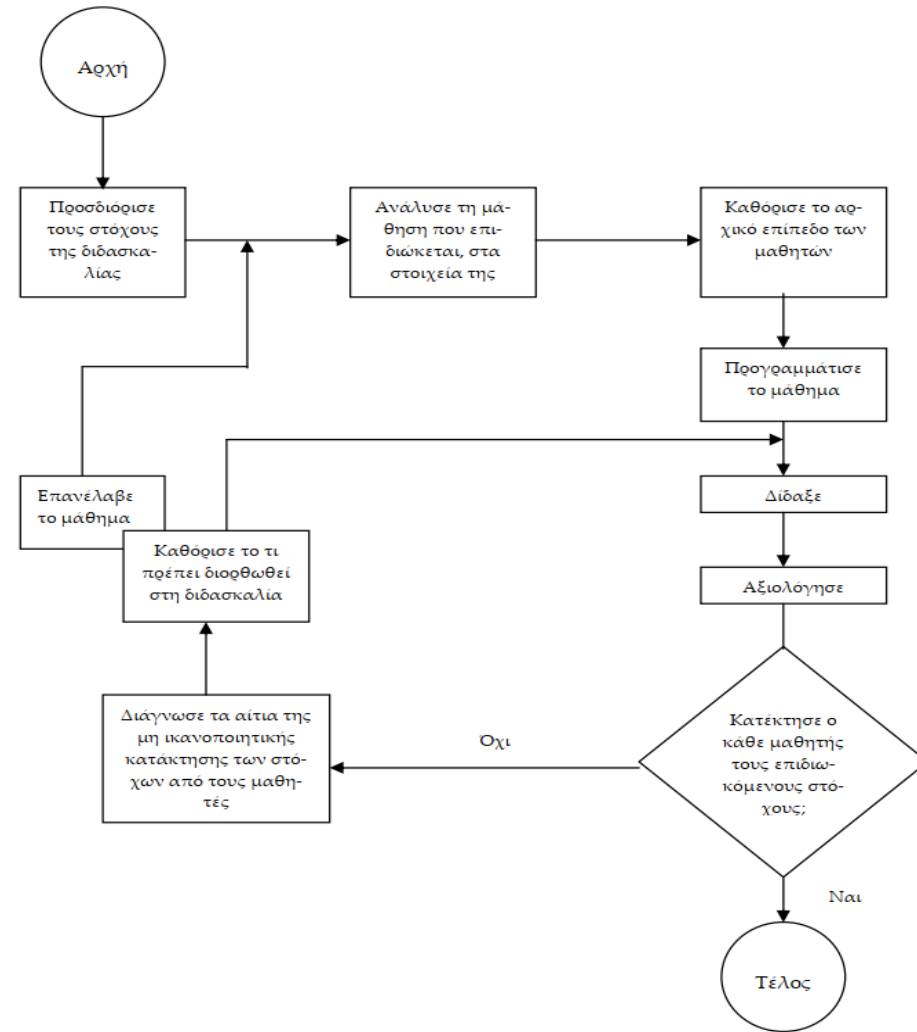 Αρχή
Προσδιόρισε
τους στόχους
της διδασκα-
λίας
Ανάλυσε τη μά-
θηση που επι-
διώκεται, στα
στοιχεία της
Καθόρισε το αρ-
χικό επίπεδο των
μαθητών
Προγραμμάτισε
το μάθημα
Επανέλαβε
το μάθημα
Δίδαξε
Καθόρισε το τι
πρέπει διορθωθεί
στη διδασκαλία
Αξιολόγησε
Διάγνωσε τα αίτια της
μη ικανοποιητικής
κατάκτησης των στό-
χων από τους μαθη-
τές
Όχι
Κατέκτησε ο
κάθε μαθητής
τους επιδιω-
κόμενους στό-
χους;
Ναι
Τέλος